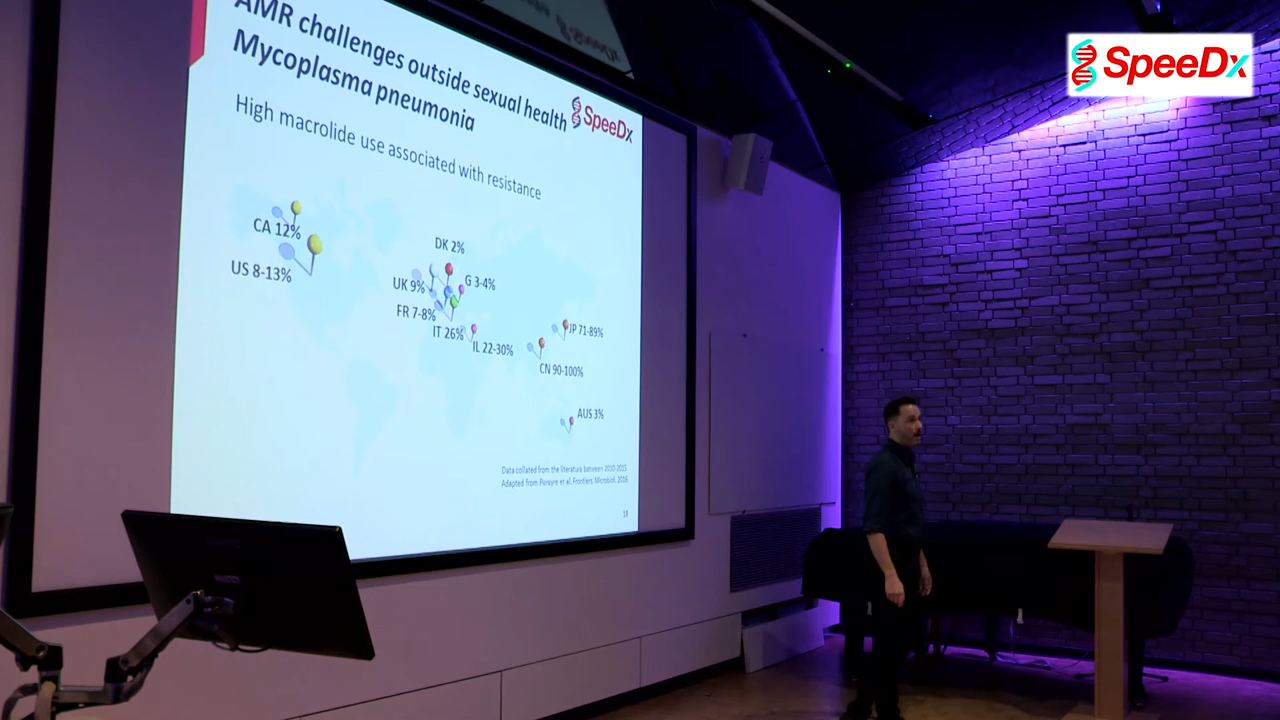 AMR challenges outside sexual health
Mycoplasma pneumonia
SpeeDx
SpeeDx
High macrolide use associated with resistance
CA 12%
US 8-13%
DK 2%
UK 9%
G 3-4%
FR 7-8%
IT 26%
IL 22-30%
JP 71-89%
CN 90-100%
AUS 3%
Data collated from the literatura between 2010-2015.
Adapted from Pereyre et al. Frontiers Microbiol. 2016
18